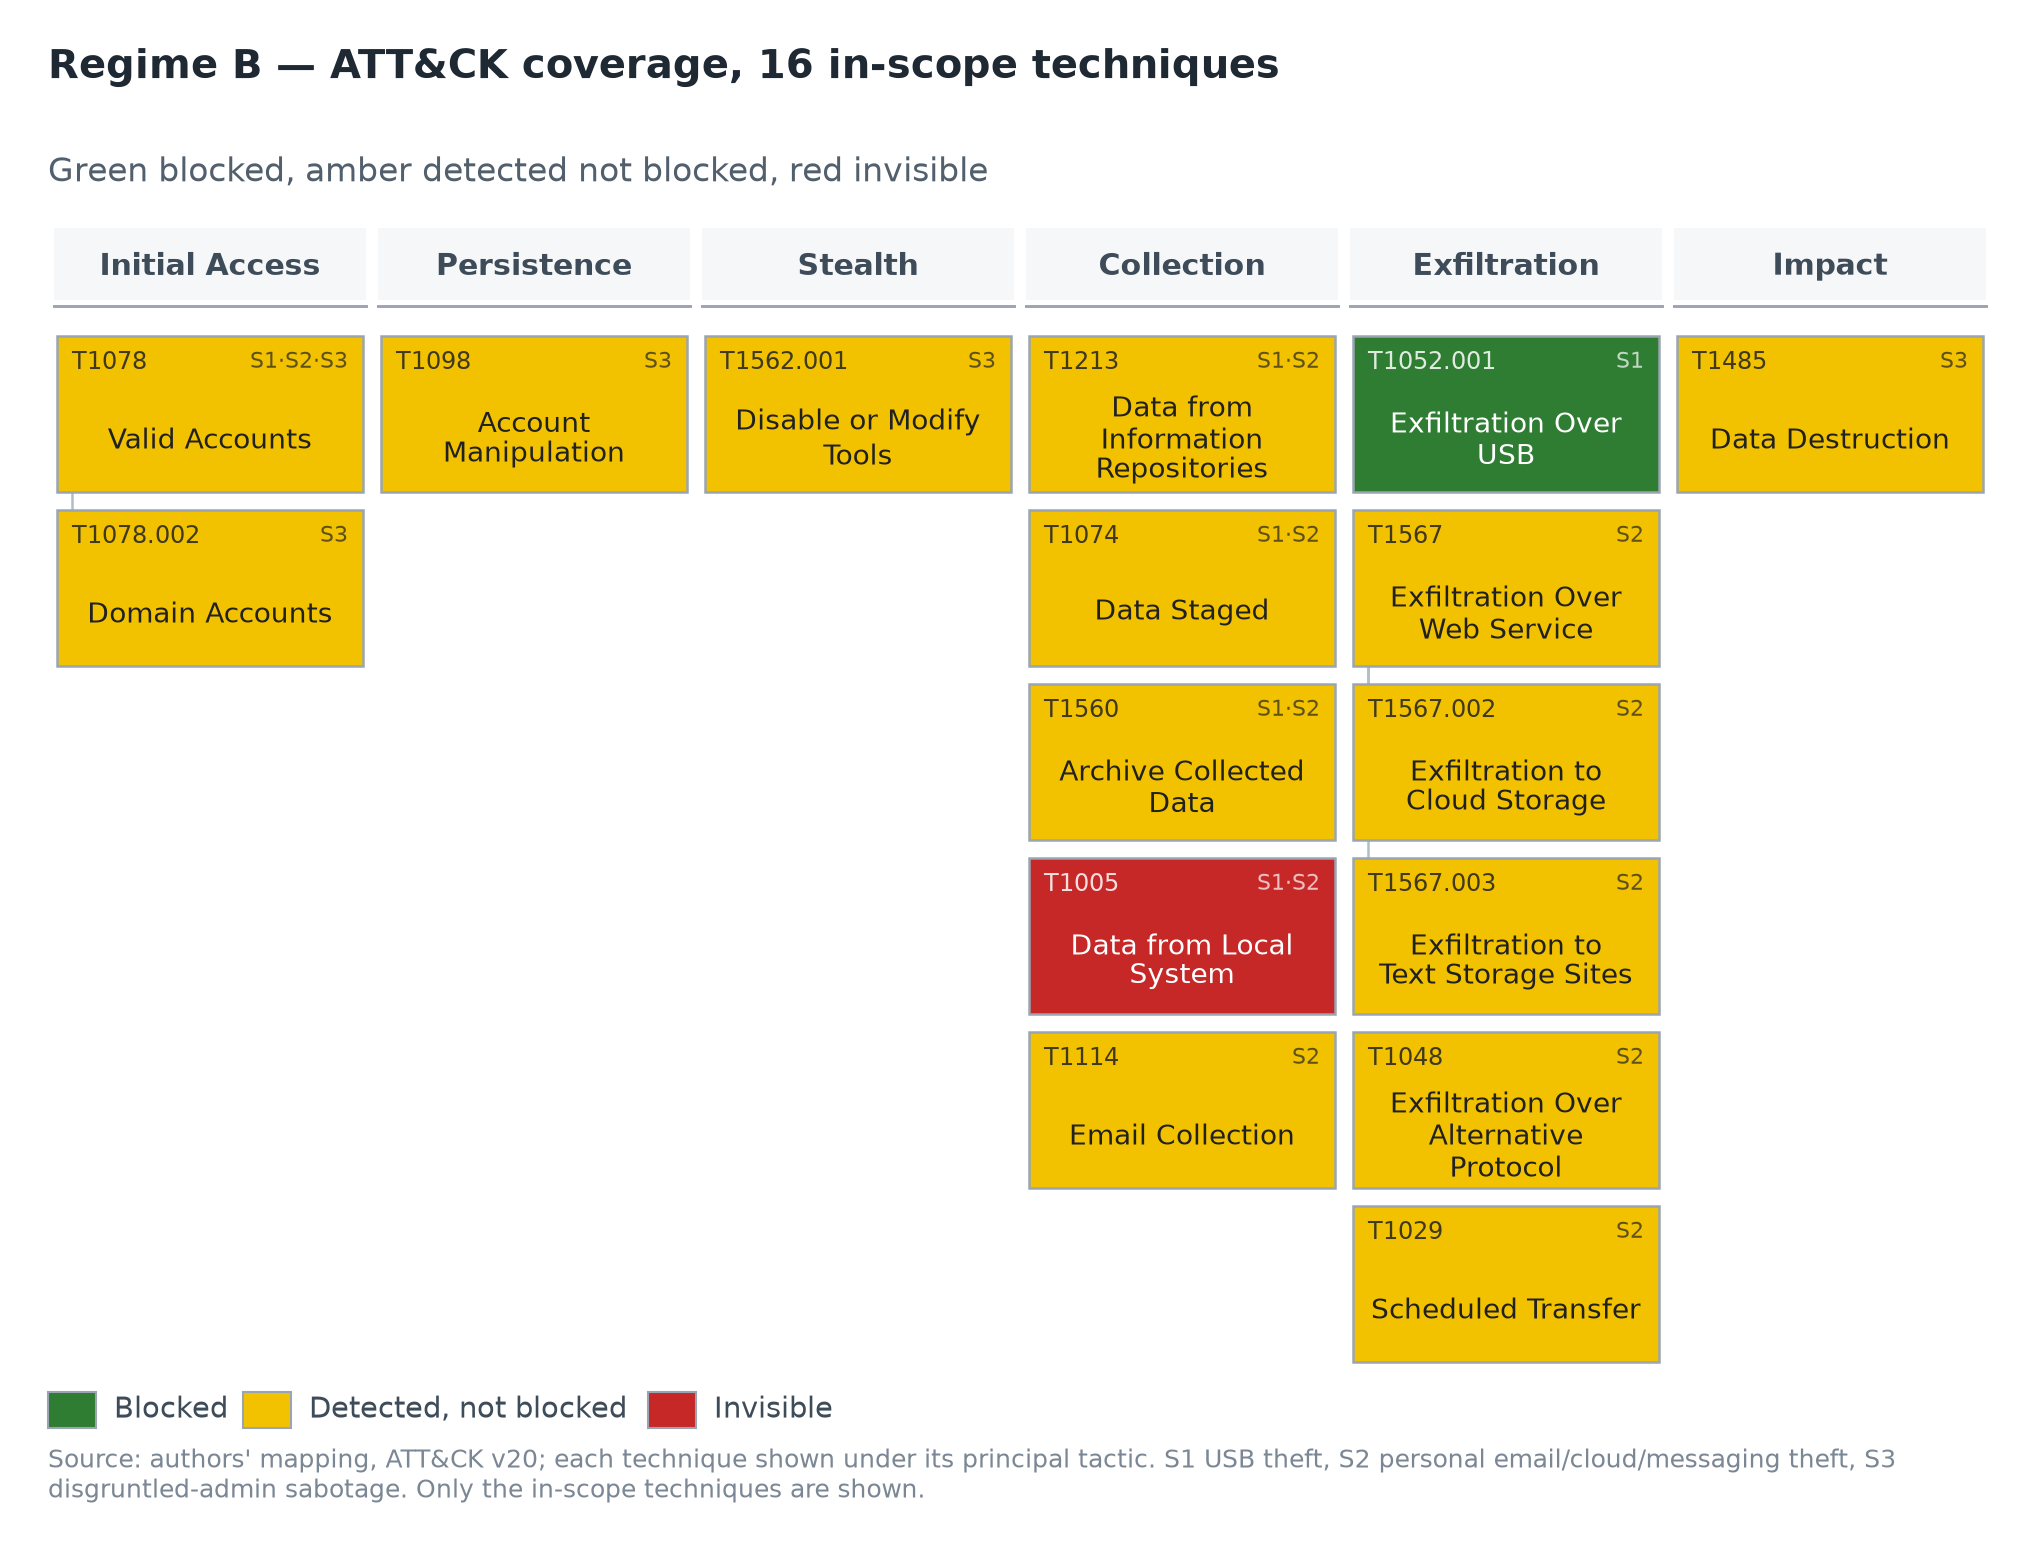 Regime B — ATT&CK coverage, 16 in-scope techniques
Green blocked, amber detected not blocked, red invisible
Initial Access
Persistence
Stealth
Collection
Exfiltration
Impact
T1078 S1·S2·S3
Valid Accounts
T1078.002 S3
Domain Accounts
T1098 S3
Account
Manipulation
T1562.001 S3
Disable or Modify
Tools
T1213 S1·S2
Data from
Information
Repositories
T1074 S1·S2
Data Staged
T1560 S1·S2
Archive Collected
Data
T1005 S1·S2
Data from Local
System
T1114 S2
Email Collection
T1052.001 S1
Exfiltration Over
USB
T1567 S2
Exfiltration Over
Web Service
T1567.002 S2
Exfiltration to
Cloud Storage
T1567.003 S2
Exfiltration to
Text Storage Sites
T1048 S2
Exfiltration Over
Alternative
Protocol
T1029 S2
Scheduled Transfer
T1485 S3
Data Destruction
Blocked
Detected, not blocked
Invisible
Source: authors' mapping, ATT&CK v20; each technique shown under its principal tactic. S1 USB theft, S2 personal email/cloud/messaging theft, S3
disgruntled-admin sabotage. Only the in-scope techniques are shown.